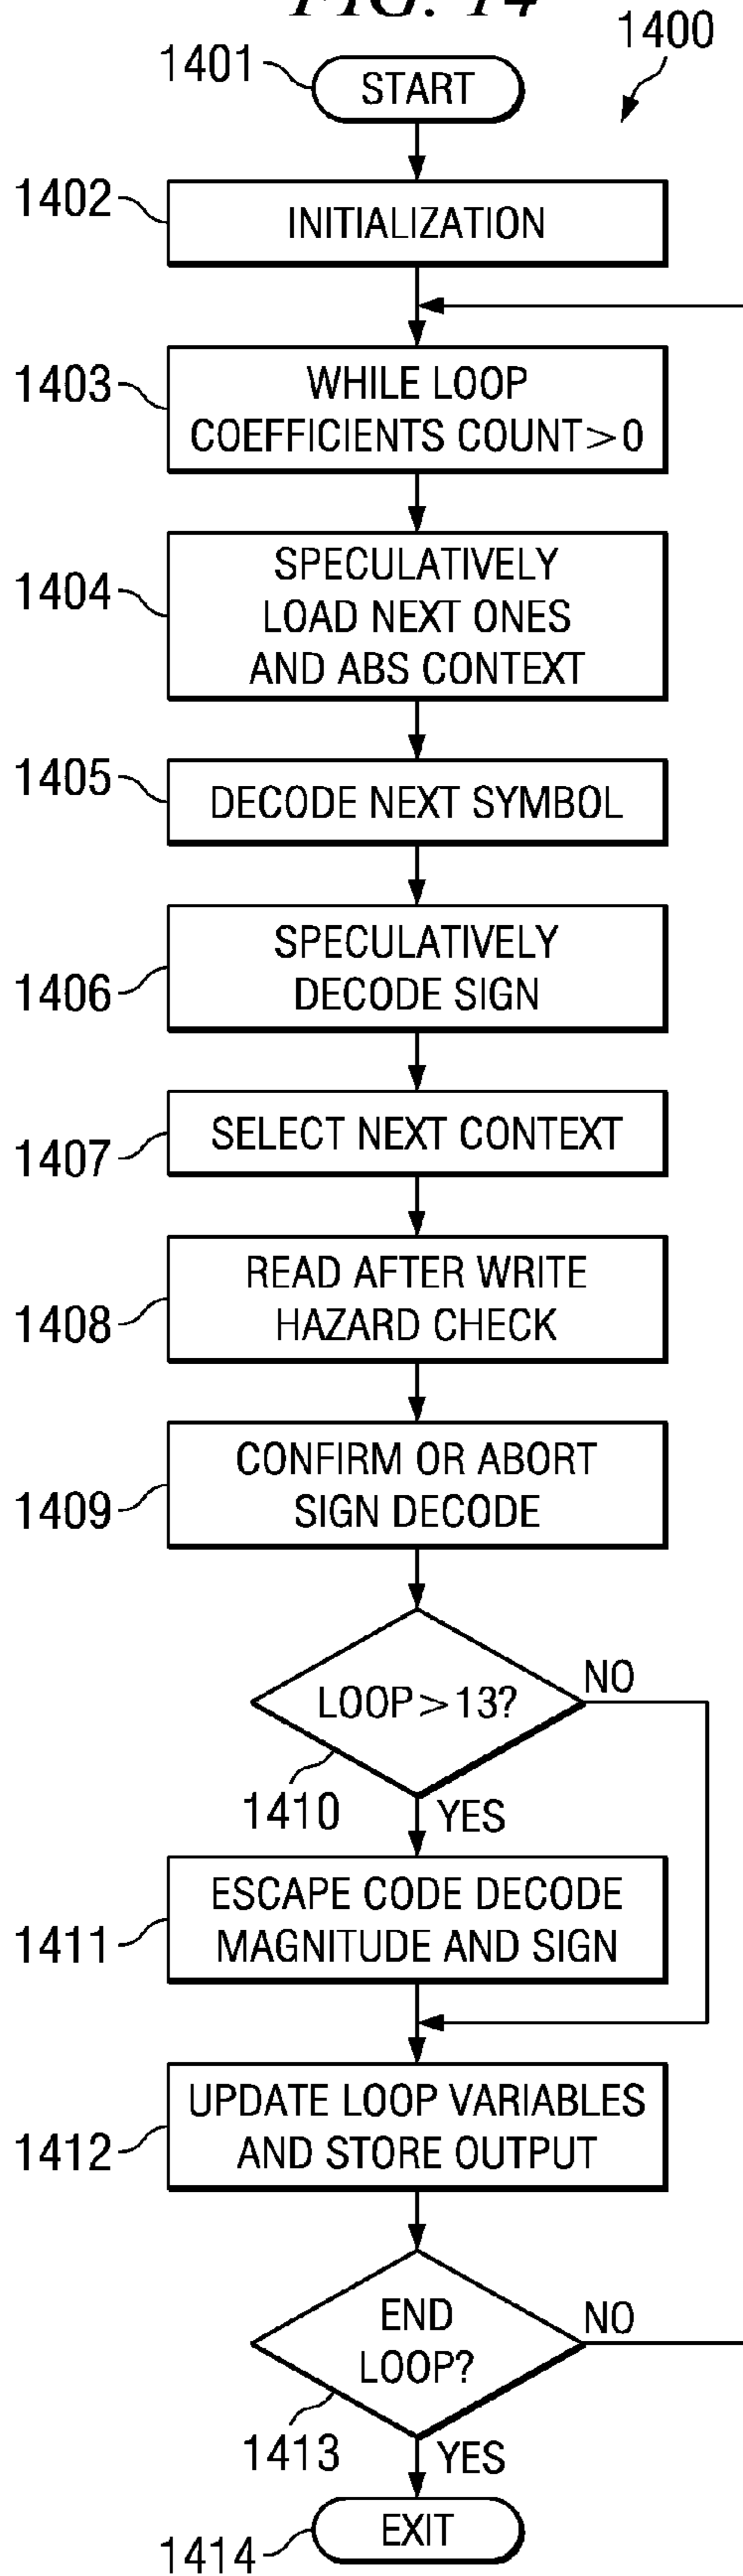 FIG. 14
1400
1401
START
1402
INITIALIZATION
1403
WHILE LOOP
COEFFICIENTS COUNT>0
1404
SPECULATIVELY
LOAD NEXT ONES
AND ABS CONTEXT
1405
DECODE NEXT SYMBOL
1406
SPECULATIVELY
DECODE SIGN
1407
SELECT NEXT CONTEXT
1408
READ AFTER WRITE
HAZARD CHECK
1409
CONFIRM OR ABORT
SIGN DECODE
LOOP>13?
NO
1410
YES
1411
ESCAPE CODE DECODE
MAGNITUDE AND SIGN
1412
UPDATE LOOP VARIABLES
AND STORE OUTPUT
END
LOOP?
NO
1413
YES
1414
EXIT